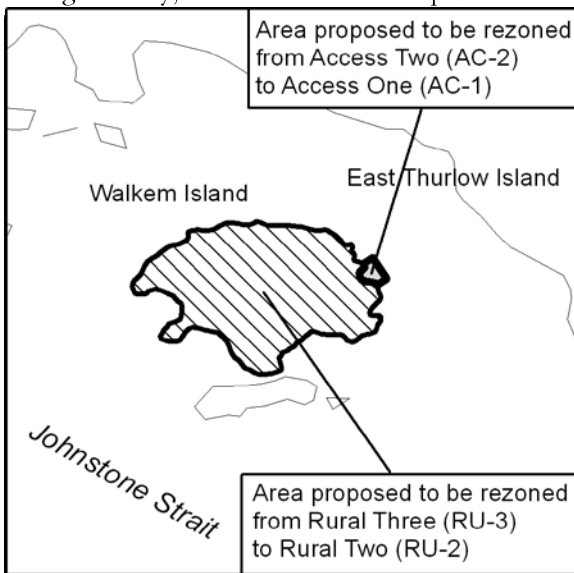 Area proposed to be rezoned
from Access Two (AC-2)
to Access One (AC-1)
East Thurlow Island
Walkem Island
Johnstone Strait
Area proposed to be rezoned
from Rural Three (RU-3)
to Rural Two (RU-2)